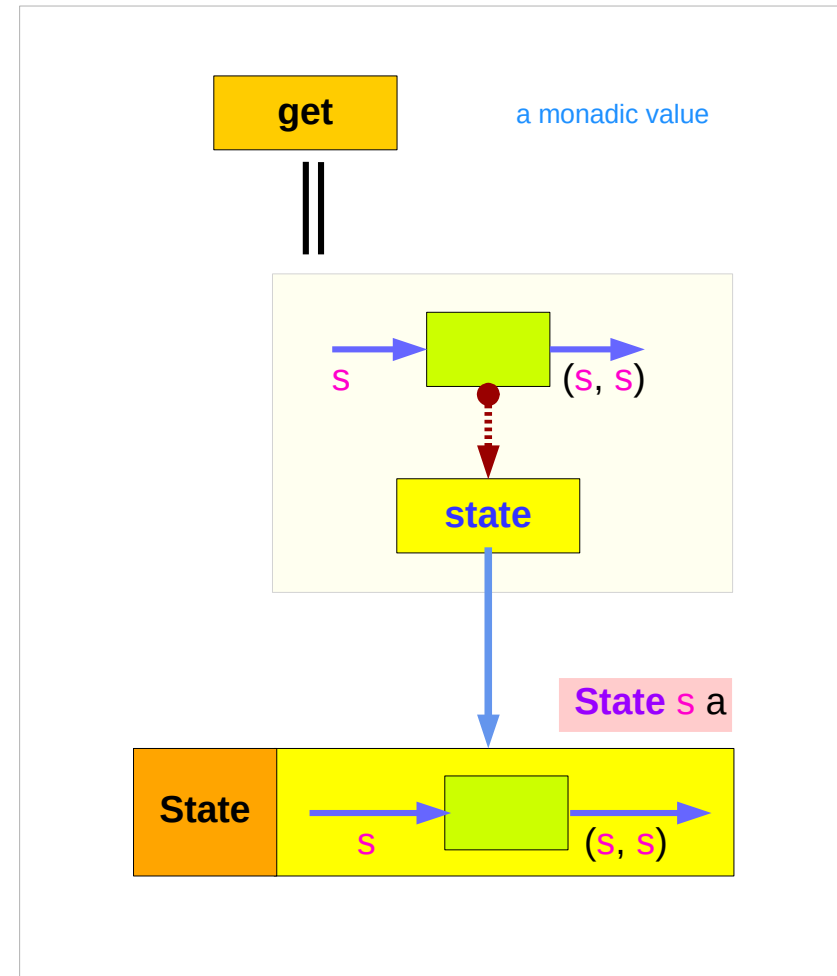 get
a monadic value
s
(s, s)
state
State s a
State
s
(s, s)